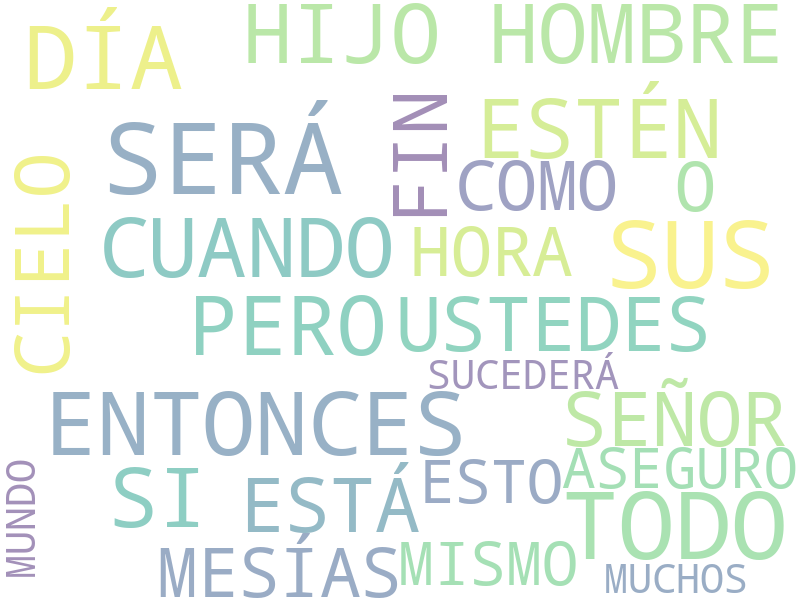 DÍA
HIJO
HOMBRE
FIN
ESTÉN
SERÁ
COMO
O
CIELO
CUANDO
HORA
SUS
PERO
USTEDES
SUCEDERÁ
ENTONCES
SEÑOR
MUNDO
SI
ESTÁ
ESTO
ASEGURO
TODO
MESÍAS
MISMO
MUCHOS